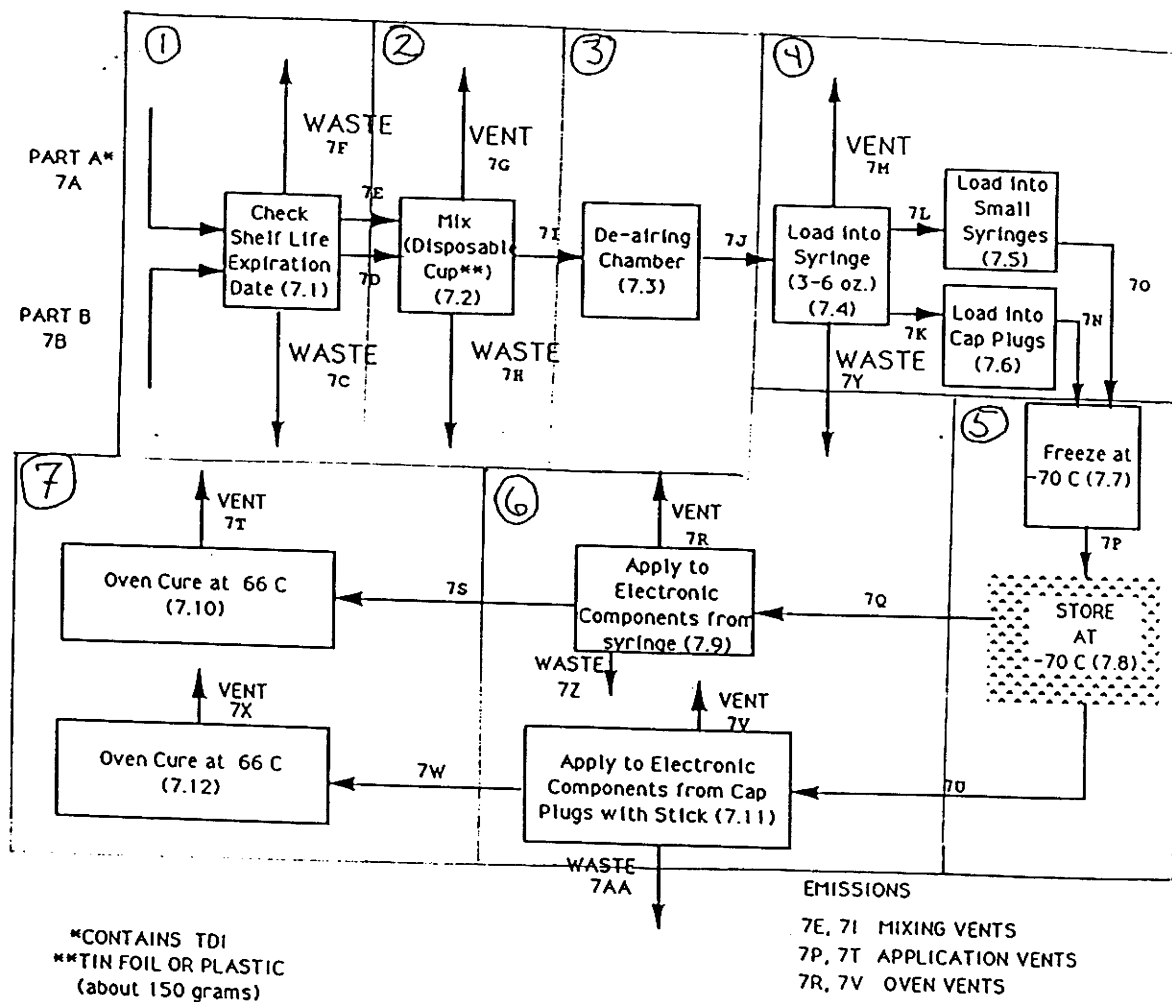 1
2
3
4
WASTE
7F
VENT
7G
VENT
7M
PART A*
7A
PART B
7B
Check
Shelf Life
Expiration
Date (7.1)
7E
7D
Mix
(Disposable
Cup**)
(7.2)
7I
De-airing
Chamber
(7.3)
7J
Load into
Syringe
(3-6 oz.)
(7.4)
7L
Load into
Small
Syringes
(7.5)
7O
7K
Load into
Cap Plugs
(7.6)
7N
WASTE
7C
WASTE
7H
WASTE
7Y
5
Freeze at
-70 C (7.7)
7P
STORE
AT
-70 C (7.8)
7
6
VENT
7T
Oven Cure at 66 C
(7.10)
7S
VENT
7R
Apply to
Electronic
Components from
syringe (7.9)
7Q
WASTE
7Z
VENT
7X
Oven Cure at 66 C
(7.12)
7W
VENT
7V
Apply to Electronic
Components from Cap
Plugs with Stick (7.11)
7U
WASTE
7AA
*CONTAINS TDI
**TIN FOIL OR PLASTIC
(about 150 grams)
EMISSIONS
7E, 7I MIXING VENTS
7P, 7T APPLICATION VENTS
7R, 7V OVEN VENTS